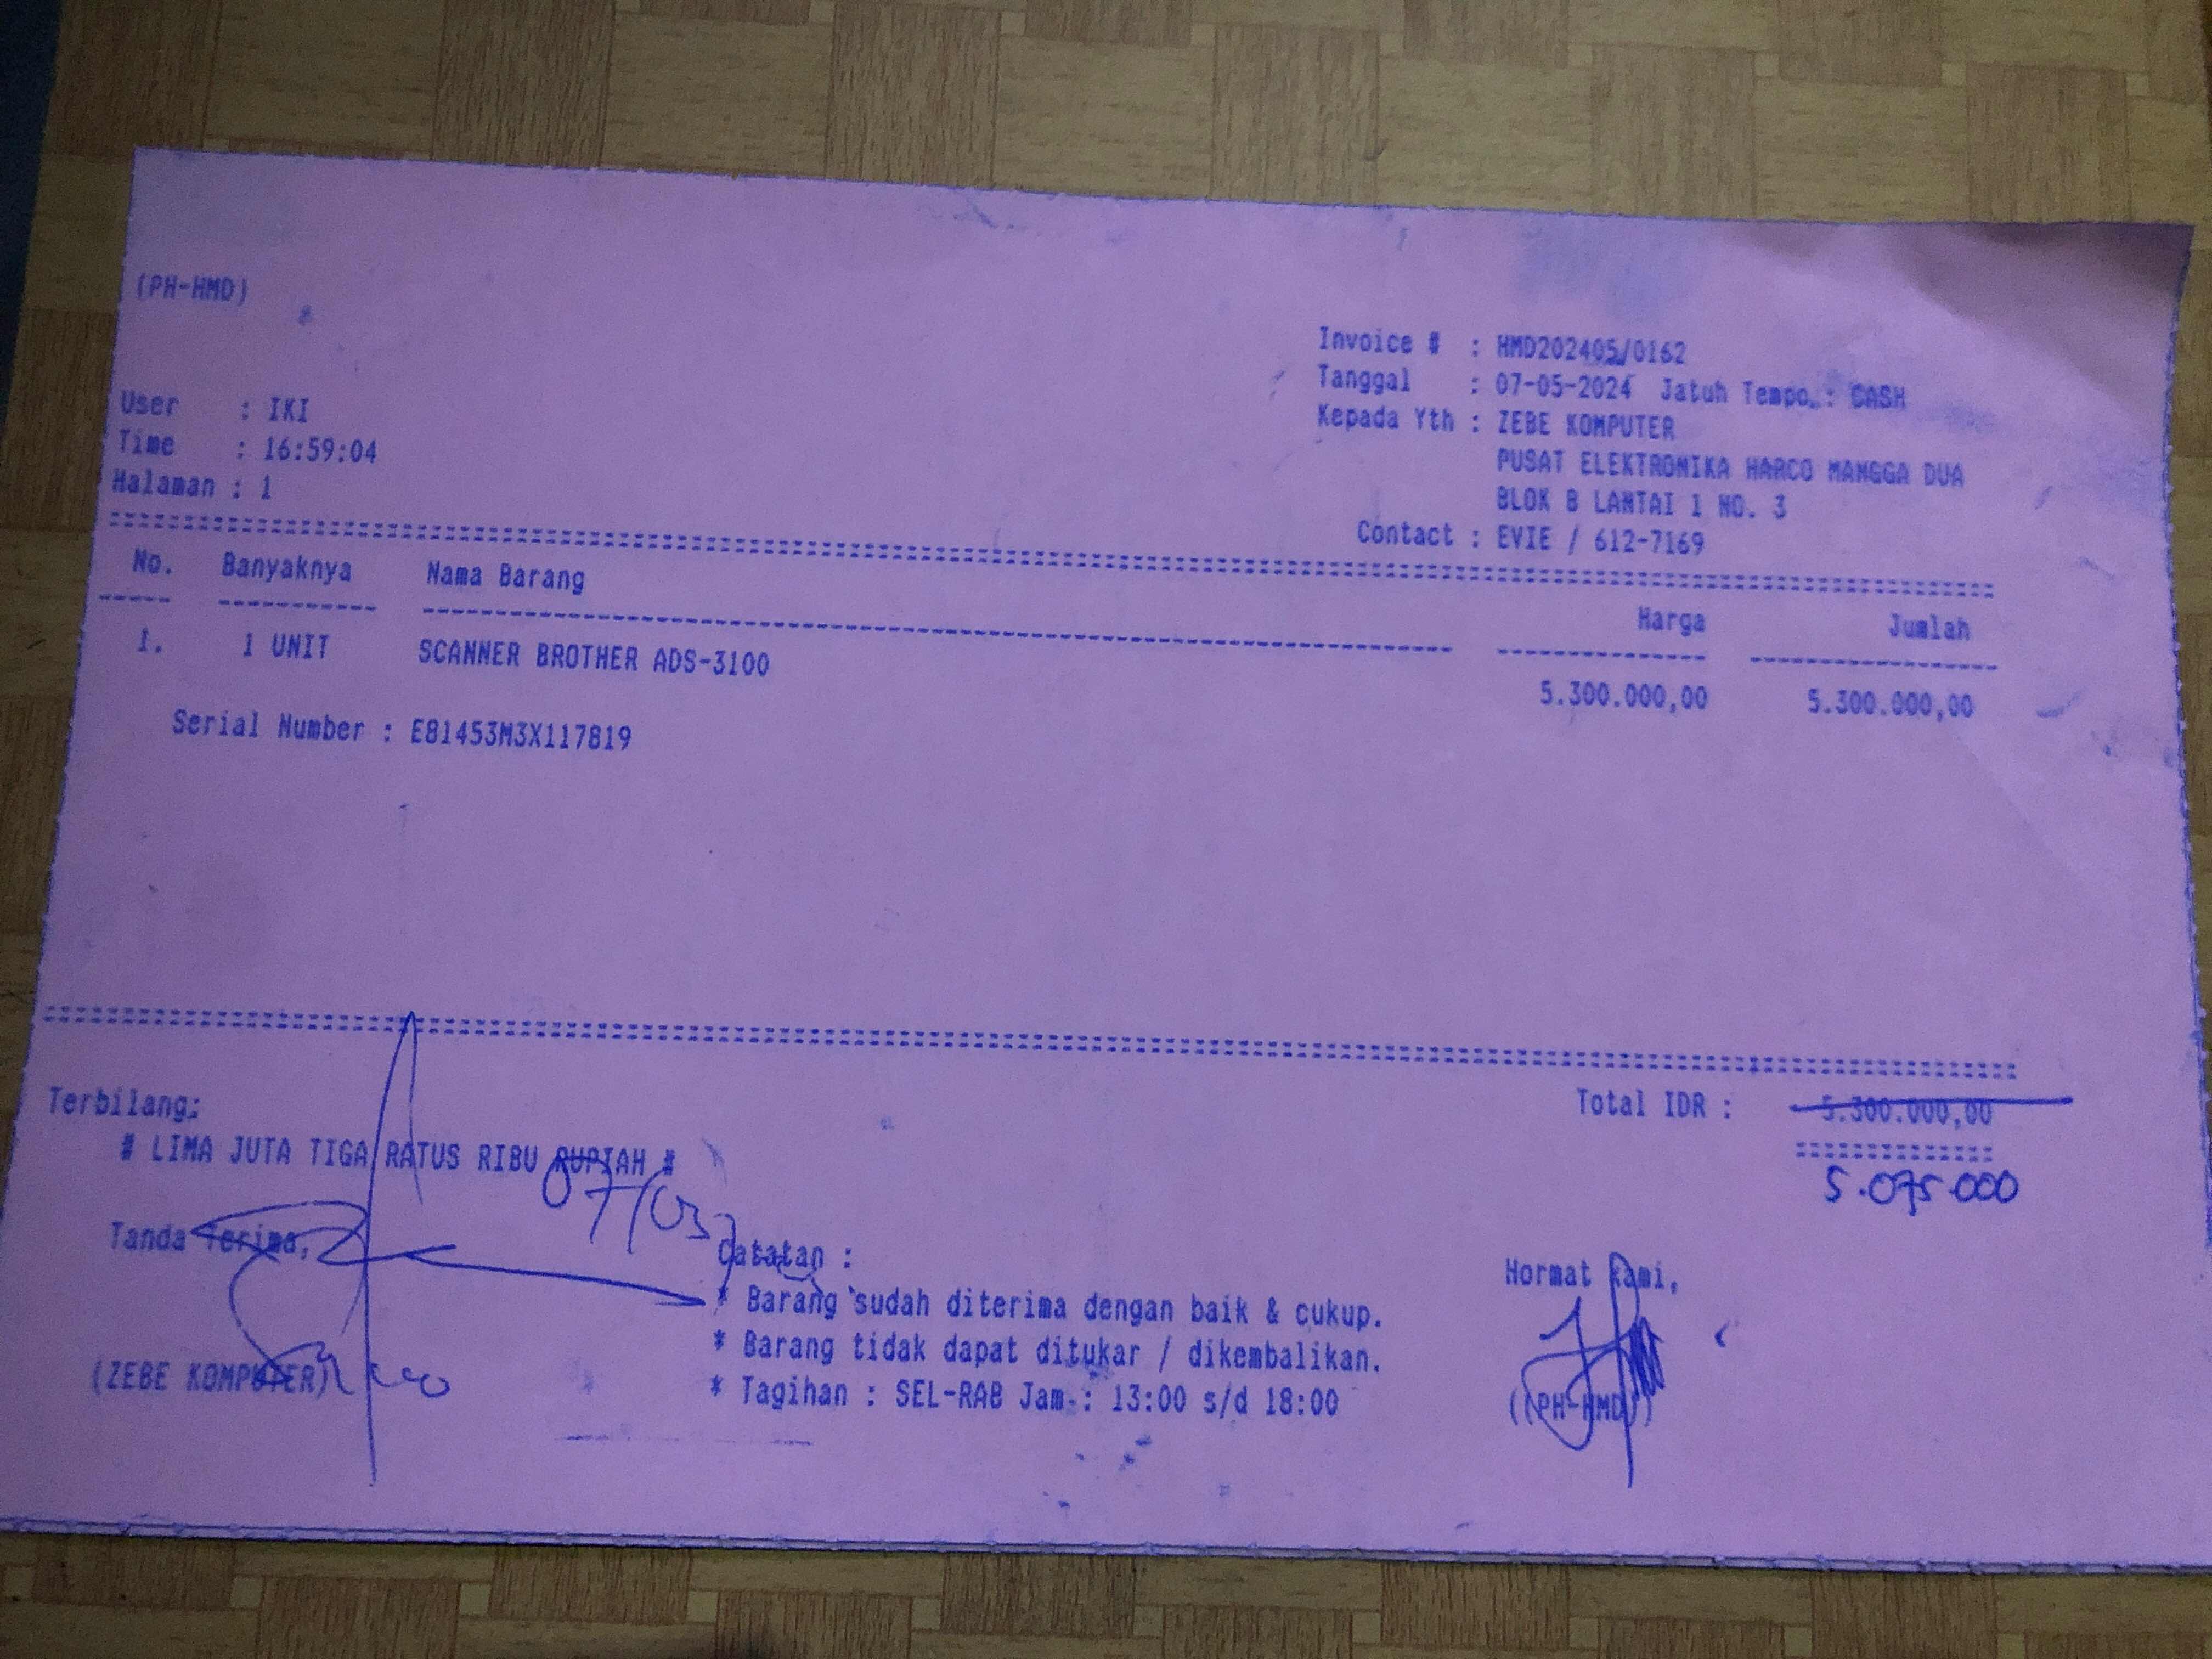 (PH-HMD)
Invoice # : HMD202405/0162
Tanggal : 07-05-2024 Jatuh Tempo : CASH
Kepada Yth : ZEBE KOMPUTER
PUSAT ELEKTRONIKA HARCO MANGGA DUA
BLOK B LANTAI 1 NO. 3
Contact : EVIE / 612-7169
User : IKI
Time : 16:59:04
Halaman : 1
No. Banyaknya Nama Barang Harga Jumlah
1. 1 UNIT SCANNER BROTHER ADS-3100 5.300.000,00 5.300.000,00
Serial Number : E81453M3X117819
Terbilang:
# LIMA JUTA TIGA RATUS RIBU RUPIAH #
Total IDR : 5.300.000,00
5.075.000
Tanda Terima,
(ZEBE KOMPUTER)
Catatan :
* Barang sudah diterima dengan baik & cukup.
* Barang tidak dapat ditukar / dikembalikan.
* Tagihan : SEL-RAB Jam : 13:00 s/d 18:00
Hormat Kami,
((PH-HMD))